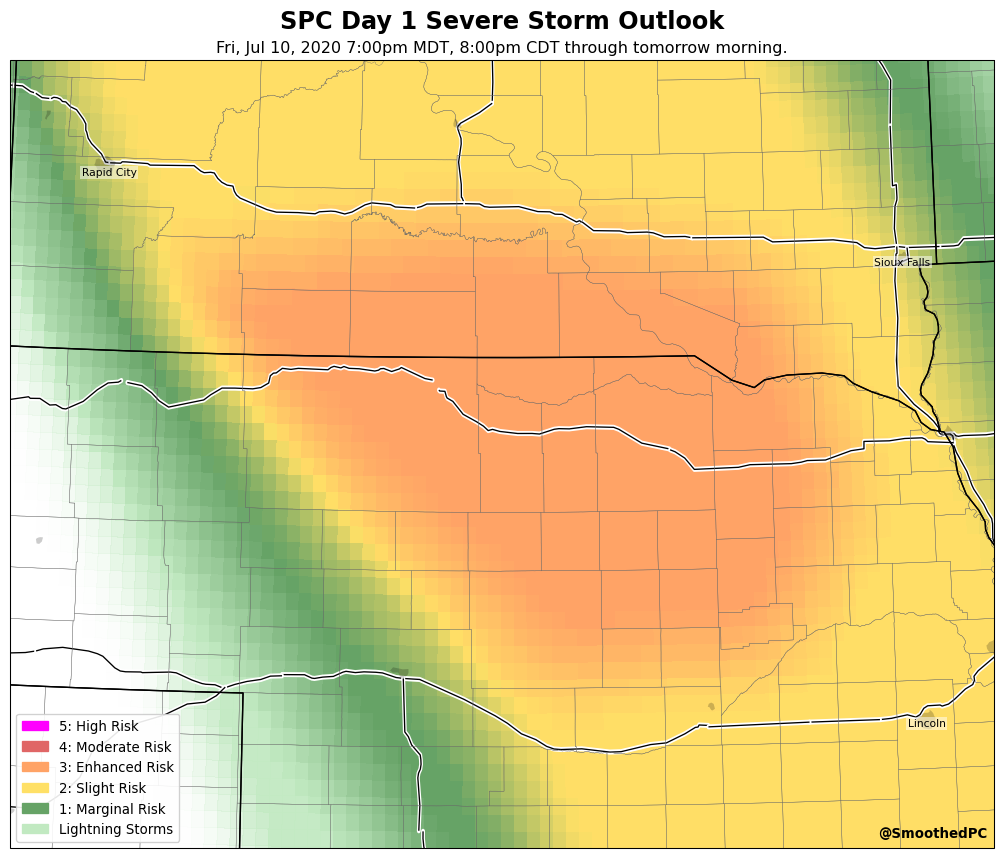 SPC Day 1 Severe Storm Outlook
Fri, Jul 10, 2020 7:00pm MDT, 8:00pm CDT through tomorrow morning.
Rapid City
Sioux Falls
Lincoln
5: High Risk
4: Moderate Risk
3: Enhanced Risk
2: Slight Risk
1: Marginal Risk
Lightning Storms
@SmoothedPC